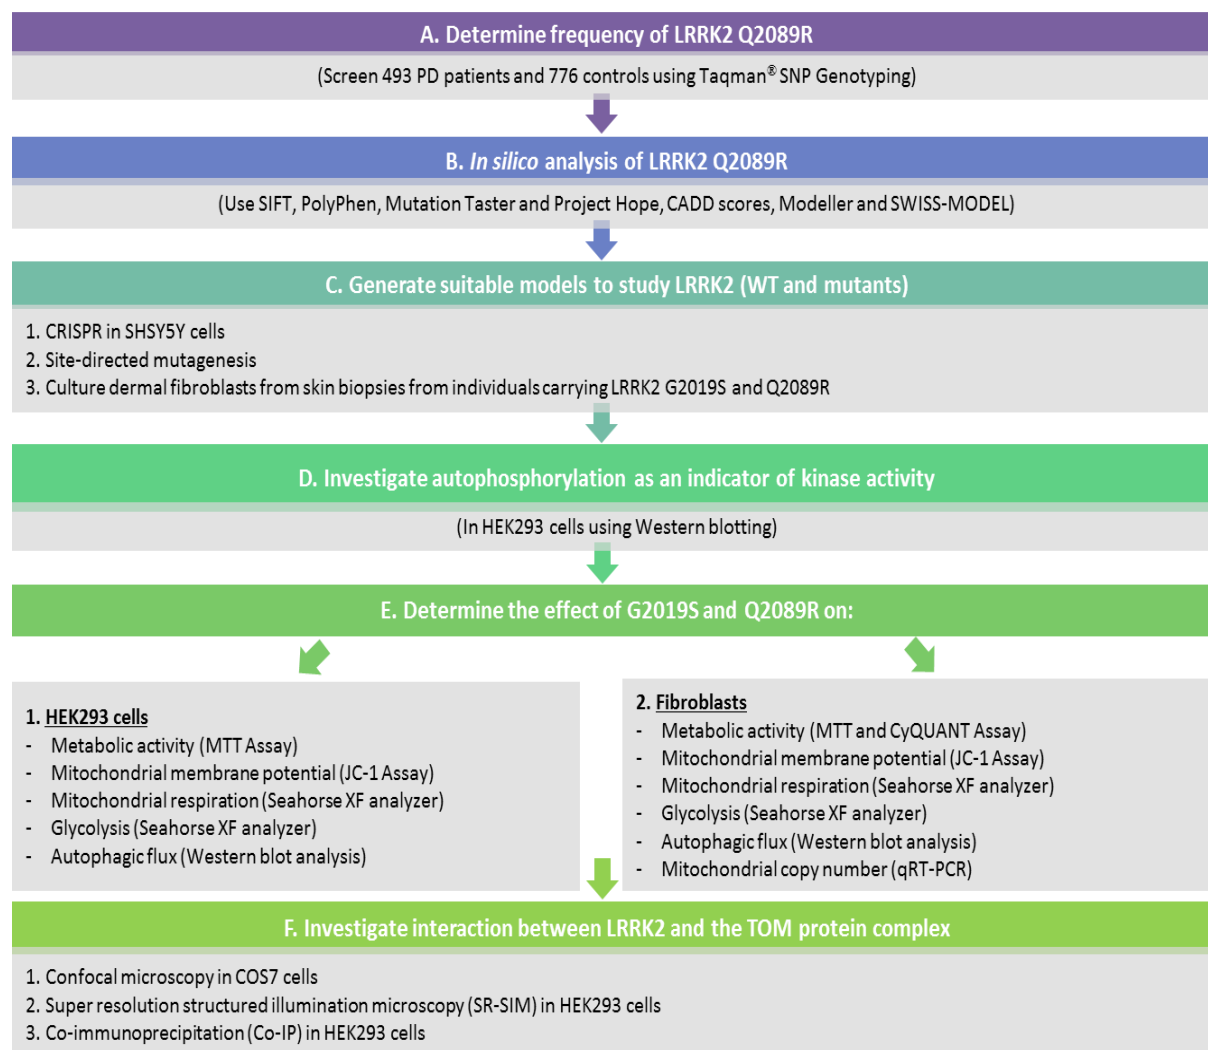 A. Determine frequency of LRRK2 Q2089R
(Screen 493 PD patients and 776 controls using Taqman® SNP Genotyping)
B. In silico analysis of LRRK2 Q2089R
(Use SIFT, PolyPhen, Mutation Taster and Project Hope, CADD scores, Modeller and SWISS-MODEL)
C. Generate suitable models to study LRRK2 (WT and mutants)
1. CRISPR in SHSY5Y cells
2. Site-directed mutagenesis
3. Culture dermal fibroblasts from skin biopsies from individuals carrying LRRK2 G2019S and Q2089R
D. Investigate autophosphorylation as an indicator of kinase activity
(In HEK293 cells using Western blotting)
E. Determine the effect of G2019S and Q2089R on:
1. HEK293 cells
- Metabolic activity (MTT Assay)
- Mitochondrial membrane potential (JC-1 Assay)
- Mitochondrial respiration (Seahorse XF analyzer)
- Glycolysis (Seahorse XF analyzer)
- Autophagic flux (Western blot analysis)
2. Fibroblasts
- Metabolic activity (MTT and CyQUANT Assay)
- Mitochondrial membrane potential (JC-1 Assay)
- Mitochondrial respiration (Seahorse XF analyzer)
- Glycolysis (Seahorse XF analyzer)
- Autophagic flux (Western blot analysis)
- Mitochondrial copy number (qRT-PCR)
F. Investigate interaction between LRRK2 and the TOM protein complex
1. Confocal microscopy in COS7 cells
2. Super resolution structured illumination microscopy (SR-SIM) in HEK293 cells
3. Co-immunoprecipitation (Co-IP) in HEK293 cells